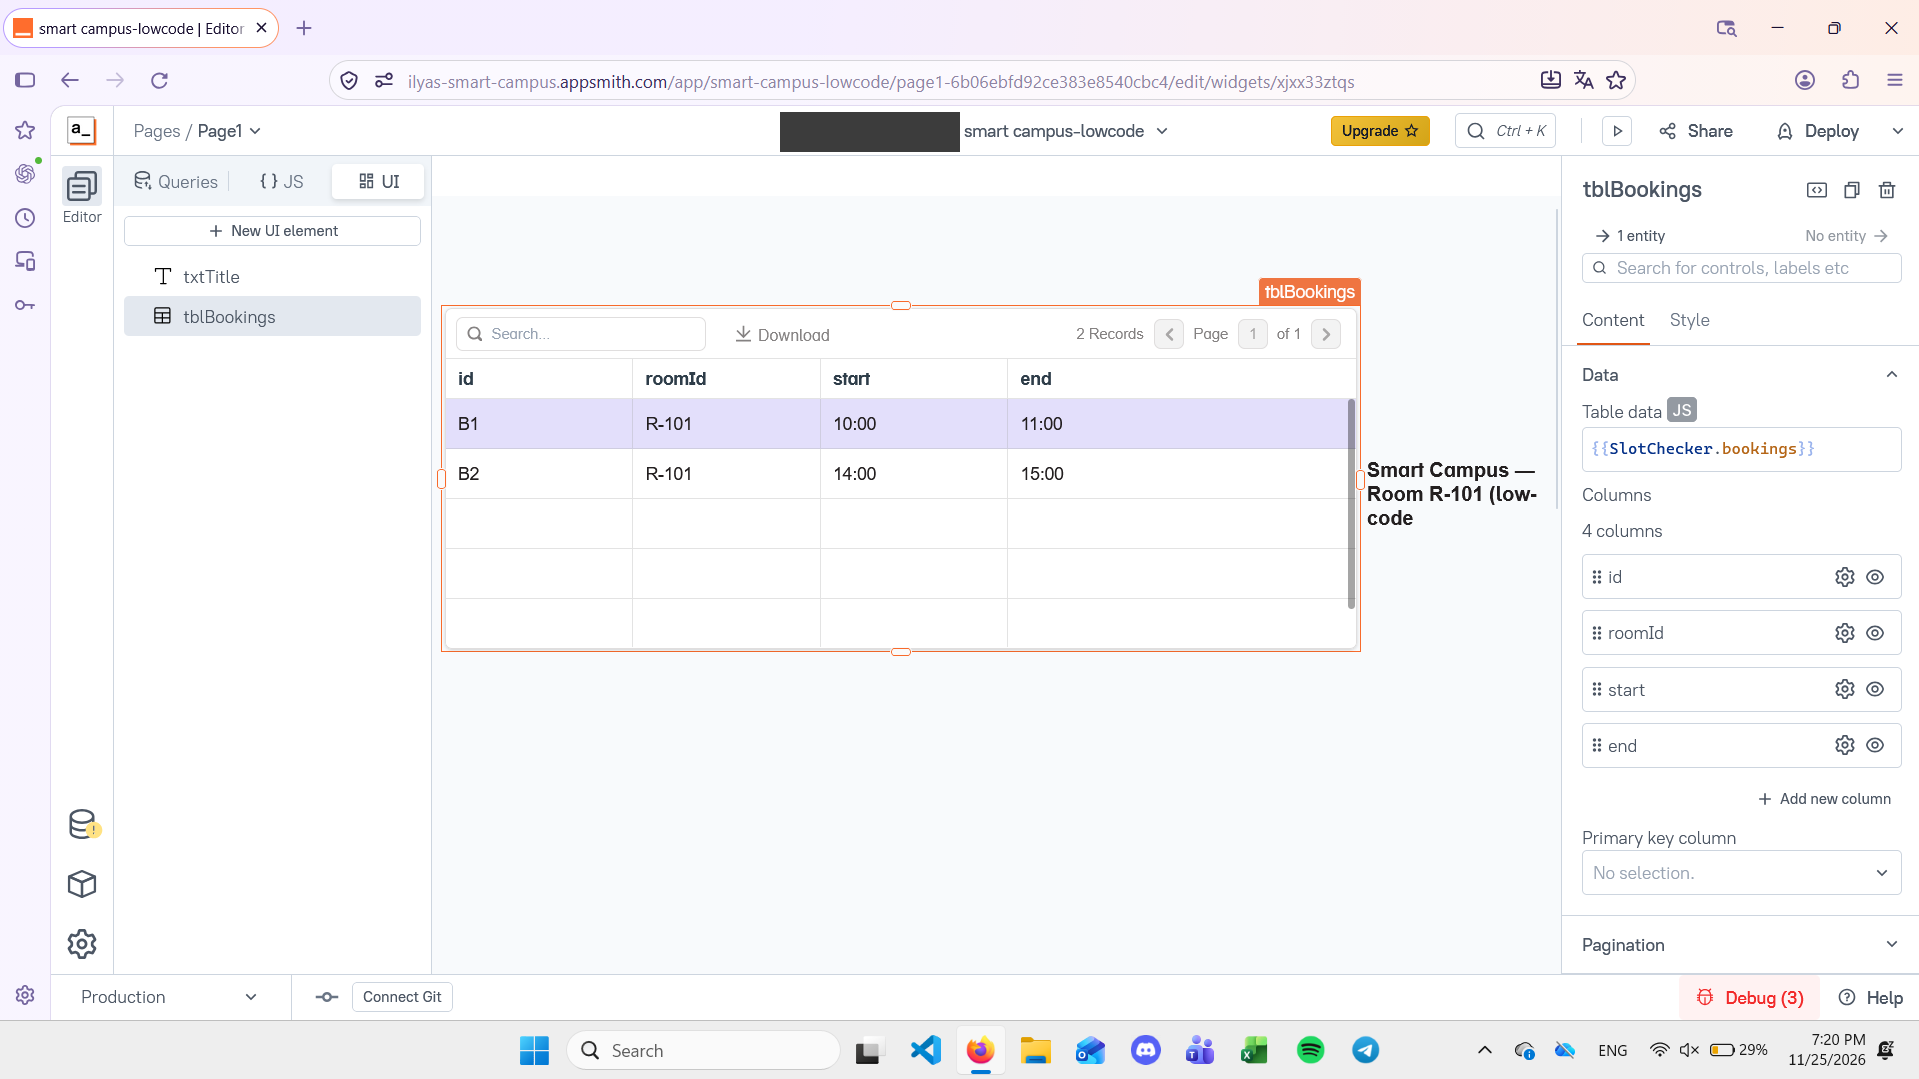 smart campus-lowcode | Editor
ilyas-smart-campus.appsmith.com/app/smart-campus-lowcode/page1-6b06ebfd92ce383e8540cbc4/edit/widgets/xjxx33ztqs
a_
Pages / Page1
smart campus-lowcode
Upgrade
Ctrl + K
Share
Deploy
Editor
Queries
{ } JS
UI
New UI element
txtTitle
tblBookings
tblBookings
Search...
Download
2 Records
Page
1
of 1
id roomId start end
B1 R-101 10:00 11:00
B2 R-101 14:00 15:00
Smart Campus —
Room R-101 (low-
code
tblBookings
1 entity
No entity
Search for controls, labels etc
Content
Style
Data
Table data JS
{{SlotChecker.bookings}}
Columns
4 columns
id
roomId
start
end
Add new column
Primary key column
No selection.
Pagination
Production
Connect Git
Debug (3)
Help
Search
ENG
29%
7:20 PM
11/25/2026